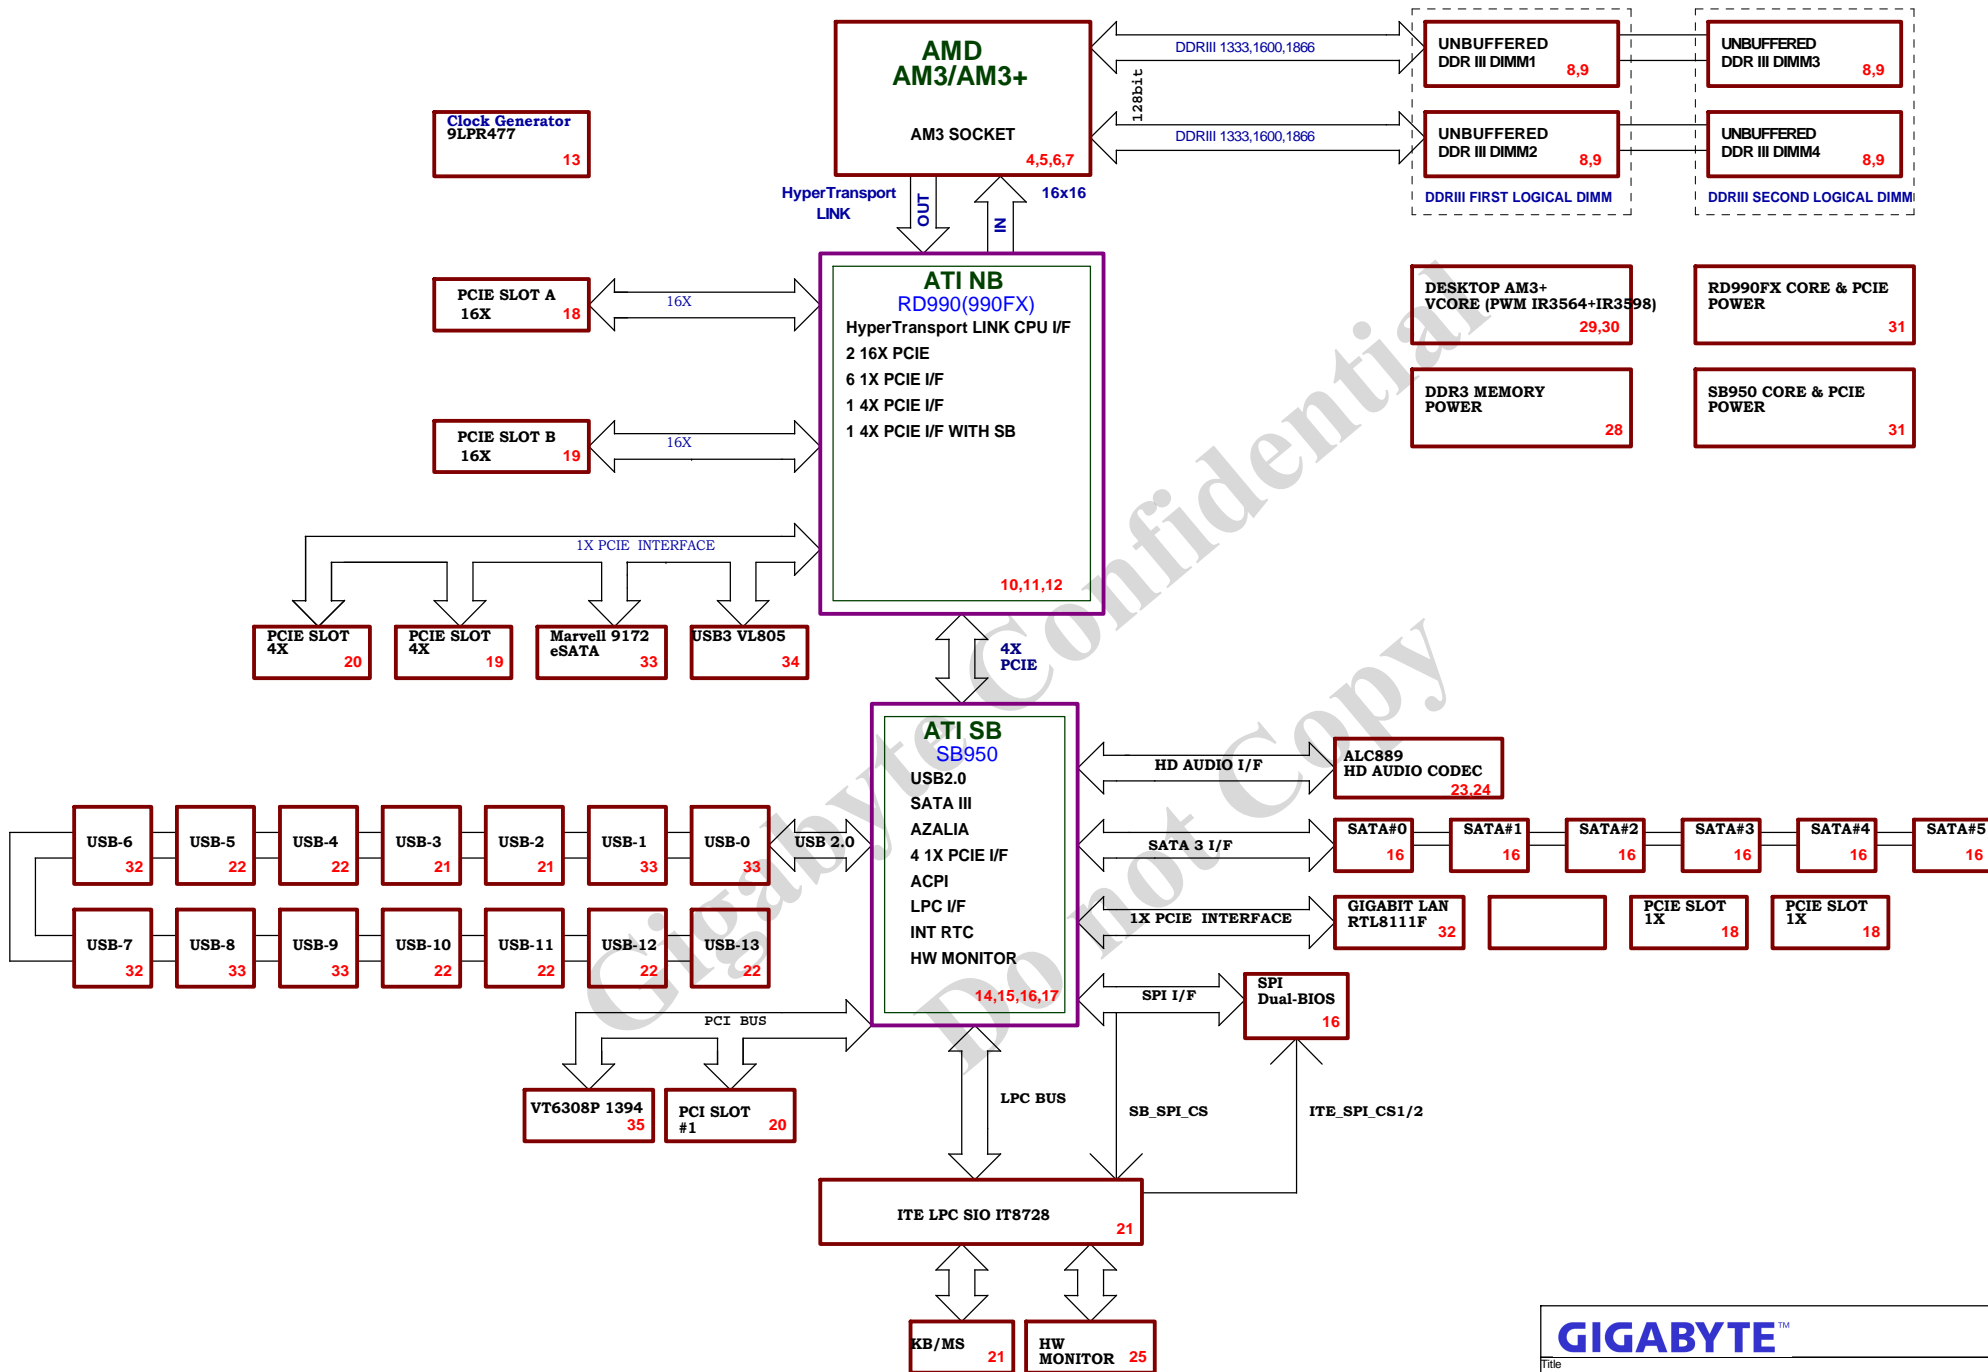 AMD
AM3/AM3+
AM3 SOCKET
4,5,6,7
DDRIII 1333,1600,1866
128bit
DDRIII 1333,1600,1866
UNBUFFERED
DDR III DIMM1
8,9
UNBUFFERED
DDR III DIMM3
8,9
UNBUFFERED
DDR III DIMM2
8,9
UNBUFFERED
DDR III DIMM4
8,9
DDRIII FIRST LOGICAL DIMM
DDRIII SECOND LOGICAL DIMM
Clock Generator
9LPR477
13
HyperTransport
LINK
OUT
IN
16x16
ATI NB
RD990(990FX)
HyperTransport LINK CPU I/F
2 16X PCIE
6 1X PCIE I/F
1 4X PCIE I/F
1 4X PCIE I/F WITH SB
10,11,12
PCIE SLOT A
16X
18
16X
PCIE SLOT B
16X
19
16X
DESKTOP AM3+
VCORE (PWM IR3564+IR3598)
29,30
RD990FX CORE & PCIE
POWER
31
DDR3 MEMORY
POWER
28
SB950 CORE & PCIE
POWER
31
1X PCIE  INTERFACE
PCIE SLOT
4X
20
PCIE SLOT
4X
19
Marvell 9172
eSATA
33
USB3 VL805
34
4X
PCIE
ATI SB
SB950
USB2.0
SATA III
AZALIA
4 1X PCIE I/F
ACPI
LPC I/F
INT RTC
HW MONITOR
14,15,16,17
HD AUDIO I/F
ALC889
HD AUDIO CODEC
23,24
USB-6
32
USB-5
22
USB-4
22
USB-3
21
USB-2
21
USB-1
33
USB-0
33
USB 2.0
SATA 3 I/F
SATA#0
16
SATA#1
16
SATA#2
16
SATA#3
16
SATA#4
16
SATA#5
16
USB-7
32
USB-8
33
USB-9
33
USB-10
22
USB-11
22
USB-12
22
USB-13
22
1X PCIE  INTERFACE
GIGABIT LAN
RTL8111F
32
PCIE SLOT
1X
18
PCIE SLOT
1X
18
SPI I/F
SPI
Dual-BIOS
16
PCI BUS
VT6308P 1394
35
PCI SLOT
#1
20
LPC BUS
SB_SPI_CS
ITE_SPI_CS1/2
ITE LPC SIO IT8728
21
KB/MS
21
HW
MONITOR
25
Gigabyte Confidential
Do not Copy
GIGABYTE™
Title